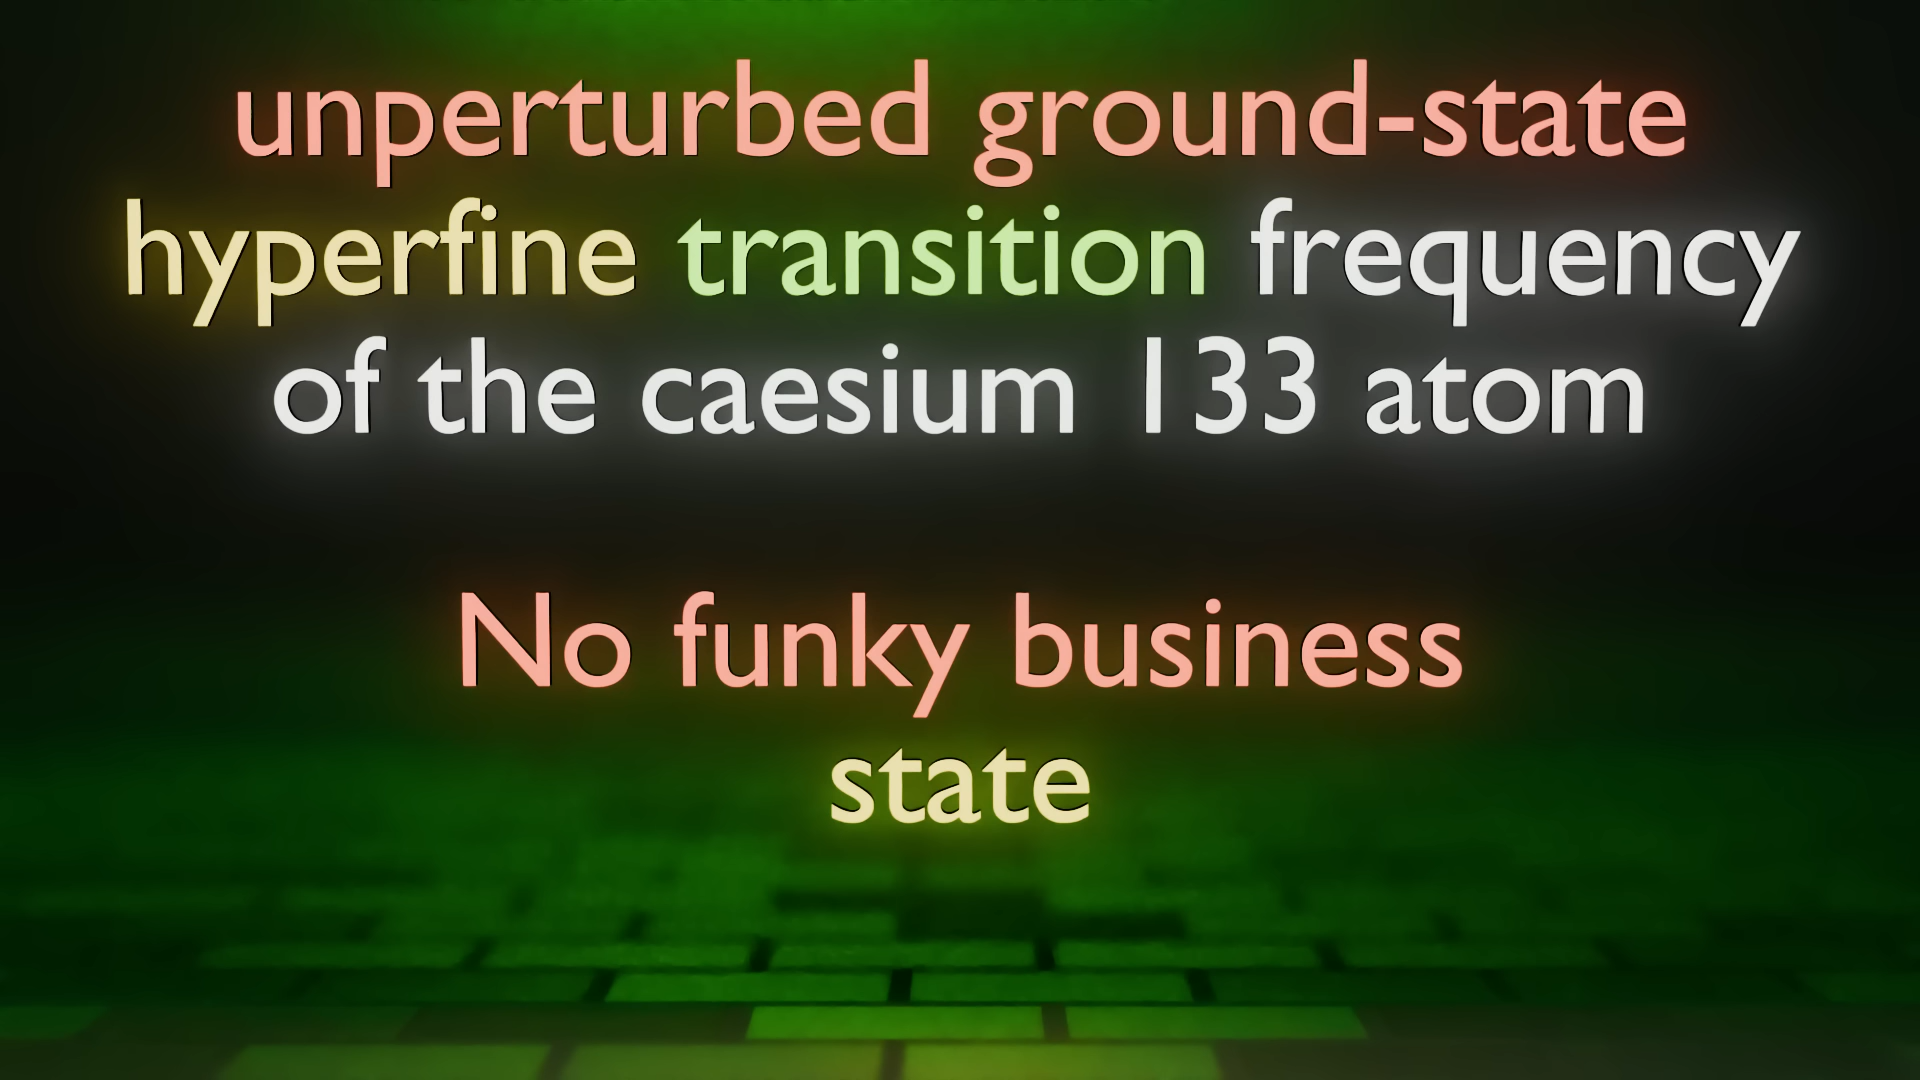 unperturbed ground-state
hyperfine transition frequency
of the caesium 133 atom
No funky business
state